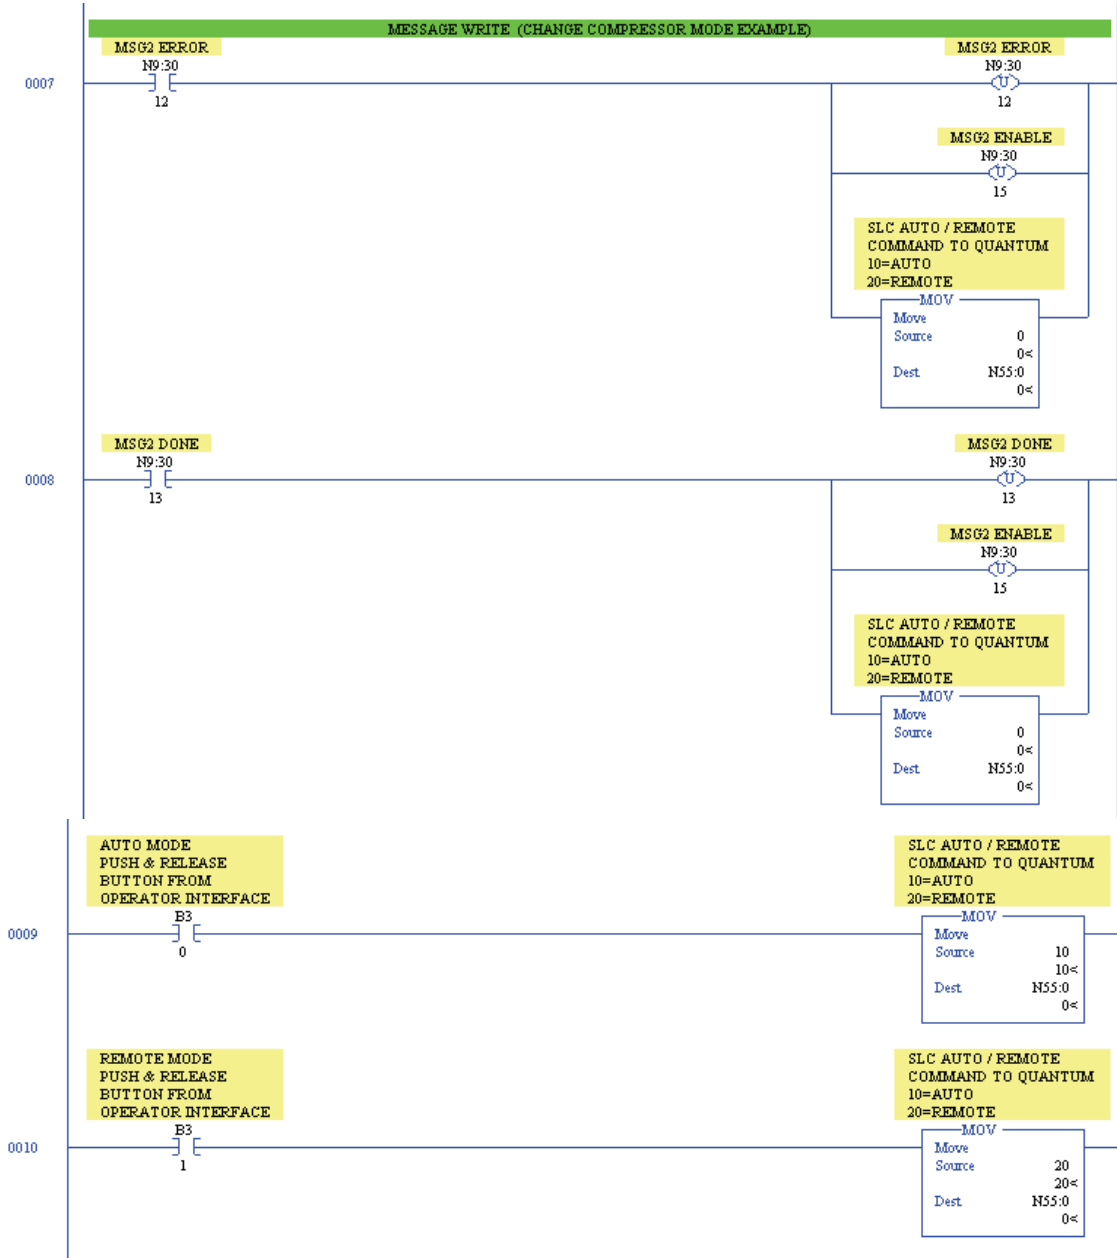 MESSAGE WRITE (CHANGE COMPRESSOR MODE EXAMPLE)
MSG2 ERROR
N9:30
12
0007
MSG2 ERROR
N9:30
U
12
MSG2 ENABLE
N9:30
U
15
SLC AUTO / REMOTE
COMMAND TO QUANTUM
10=AUTO
20=REMOTE
MOV
Move
Source 0
0<
Dest N55:0
0<
MSG2 DONE
N9:30
13
0008
MSG2 DONE
N9:30
U
13
MSG2 ENABLE
N9:30
U
15
SLC AUTO / REMOTE
COMMAND TO QUANTUM
10=AUTO
20=REMOTE
MOV
Move
Source 0
0<
Dest N55:0
0<
AUTO MODE
PUSH & RELEASE
BUTTON FROM
OPERATOR INTERFACE
B3
0
0009
SLC AUTO / REMOTE
COMMAND TO QUANTUM
10=AUTO
20=REMOTE
MOV
Move
Source 10
10<
Dest N55:0
0<
REMOTE MODE
PUSH & RELEASE
BUTTON FROM
OPERATOR INTERFACE
B3
1
0010
SLC AUTO / REMOTE
COMMAND TO QUANTUM
10=AUTO
20=REMOTE
MOV
Move
Source 20
20<
Dest N55:0
0<